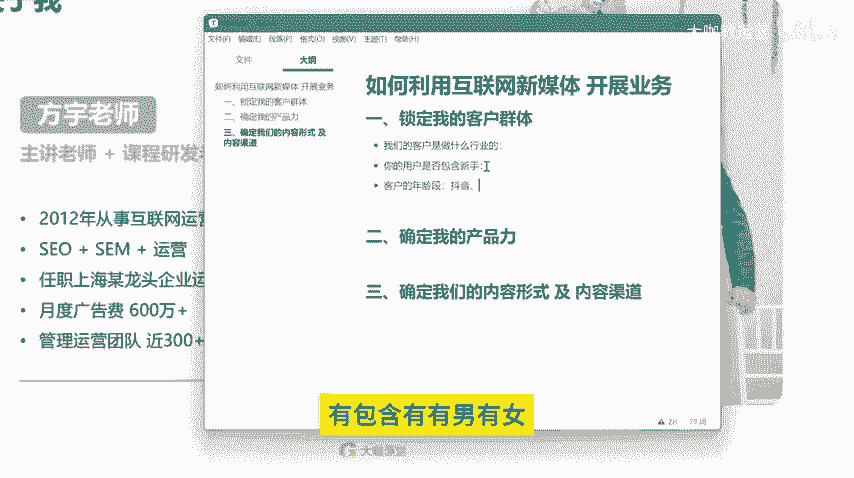 方宇老师
主讲老师 + 课程研发
2012年从事互联网运营
SEO + SEM + 运营
任职上海某龙头企业运
月度广告费 600万+
管理运营团队 近300+
文件(F) 编辑(E) 段落(P) 格式(O) 视图(V) 主题(T) 帮助(H)
文件 大纲
如何利用互联网新媒体 开展业务
一、锁定我的客户群体
二、确定我的产品力
三、确定我们的内容形式 及
内容渠道
如何利用互联网新媒体 开展业务
一、锁定我的客户群体
我们的客户是做什么行业的：
你的用户是否包含新手：
客户的年龄段：抖音、
二、确定我的产品力
三、确定我们的内容形式 及 内容渠道
ZH 79 词
有包含有有男有女